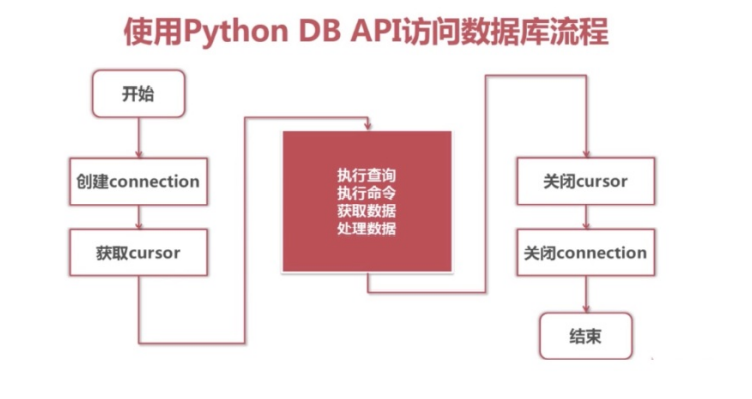 使用Python DB API访问数据库流程
开始
创建connection
获取cursor
执行查询
执行命令
获取数据
处理数据
关闭cursor
关闭connection
结束